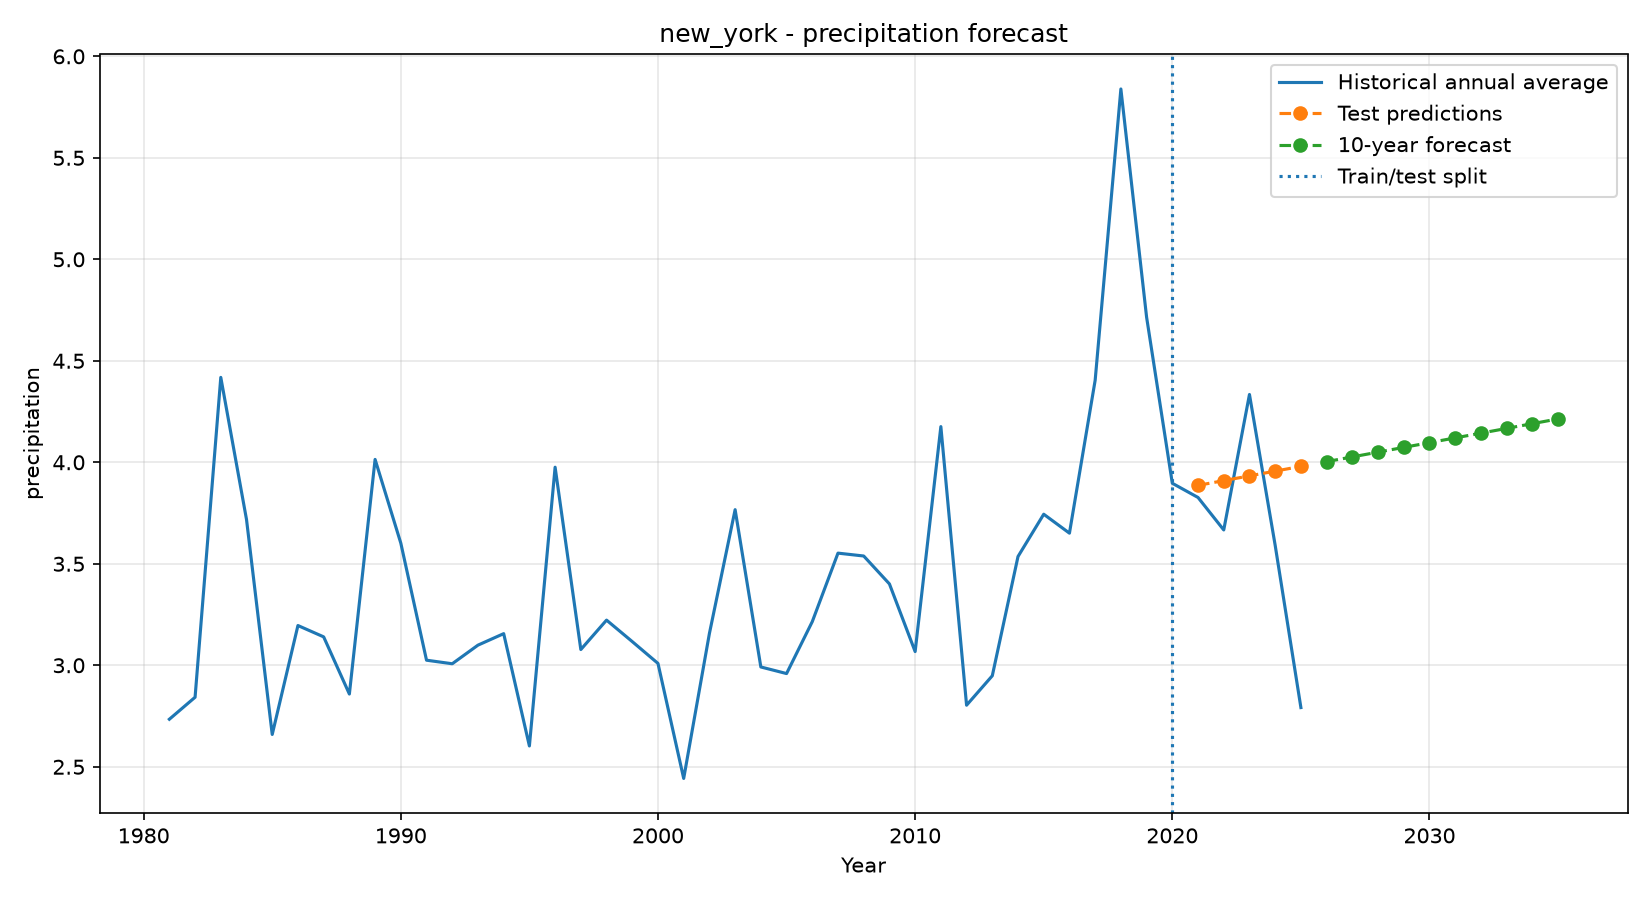 new_york - precipitation forecast
Historical annual average
Test predictions
10-year forecast
Train/test split
precipitation
6.0
5.5
5.0
4.5
4.0
3.5
3.0
2.5
1980 1990 2000 2010 2020 2030
Year